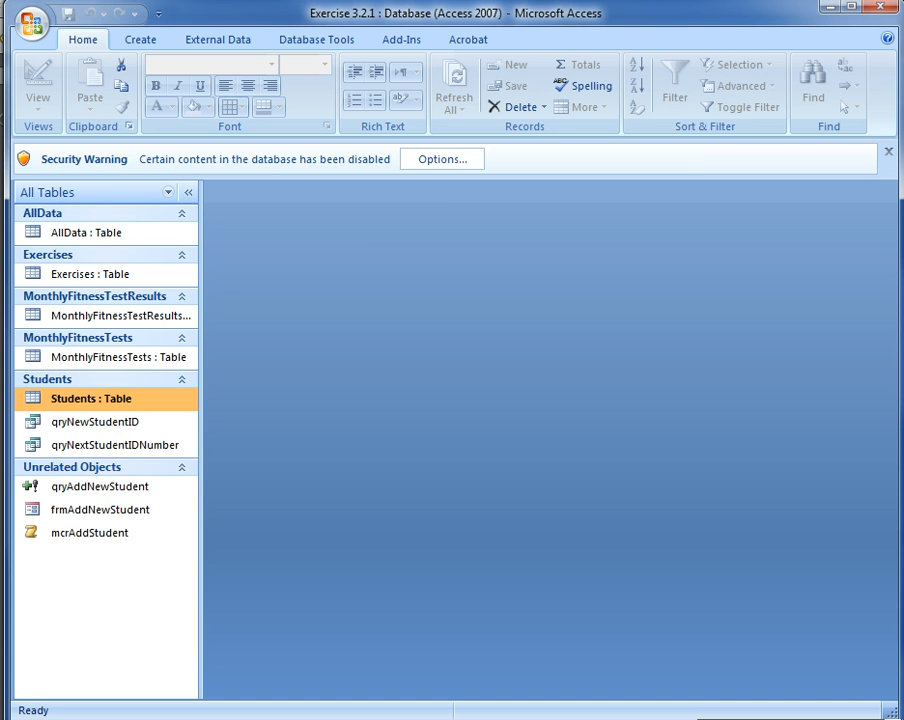 Exercise 3.2.1 : Database (Access 2007) - Microsoft Access
Home Create External Data Database Tools Add-Ins Acrobat
View
Views
Paste
Clipboard
B I U
A
Font
Rich Text
Refresh All
New
Save
Delete
Totals
Spelling
More
Records
Filter
Selection
Advanced
Toggle Filter
Sort & Filter
Find
Find
Security Warning Certain content in the database has been disabled Options...
All Tables
AllData
AllData : Table
Exercises
Exercises : Table
MonthlyFitnessTestResults
MonthlyFitnessTestResults...
MonthlyFitnessTests
MonthlyFitnessTests : Table
Students
Students : Table
qryNewStudentID
qryNextStudentIDNumber
Unrelated Objects
qryAddNewStudent
frmAddNewStudent
mcrAddStudent
Ready